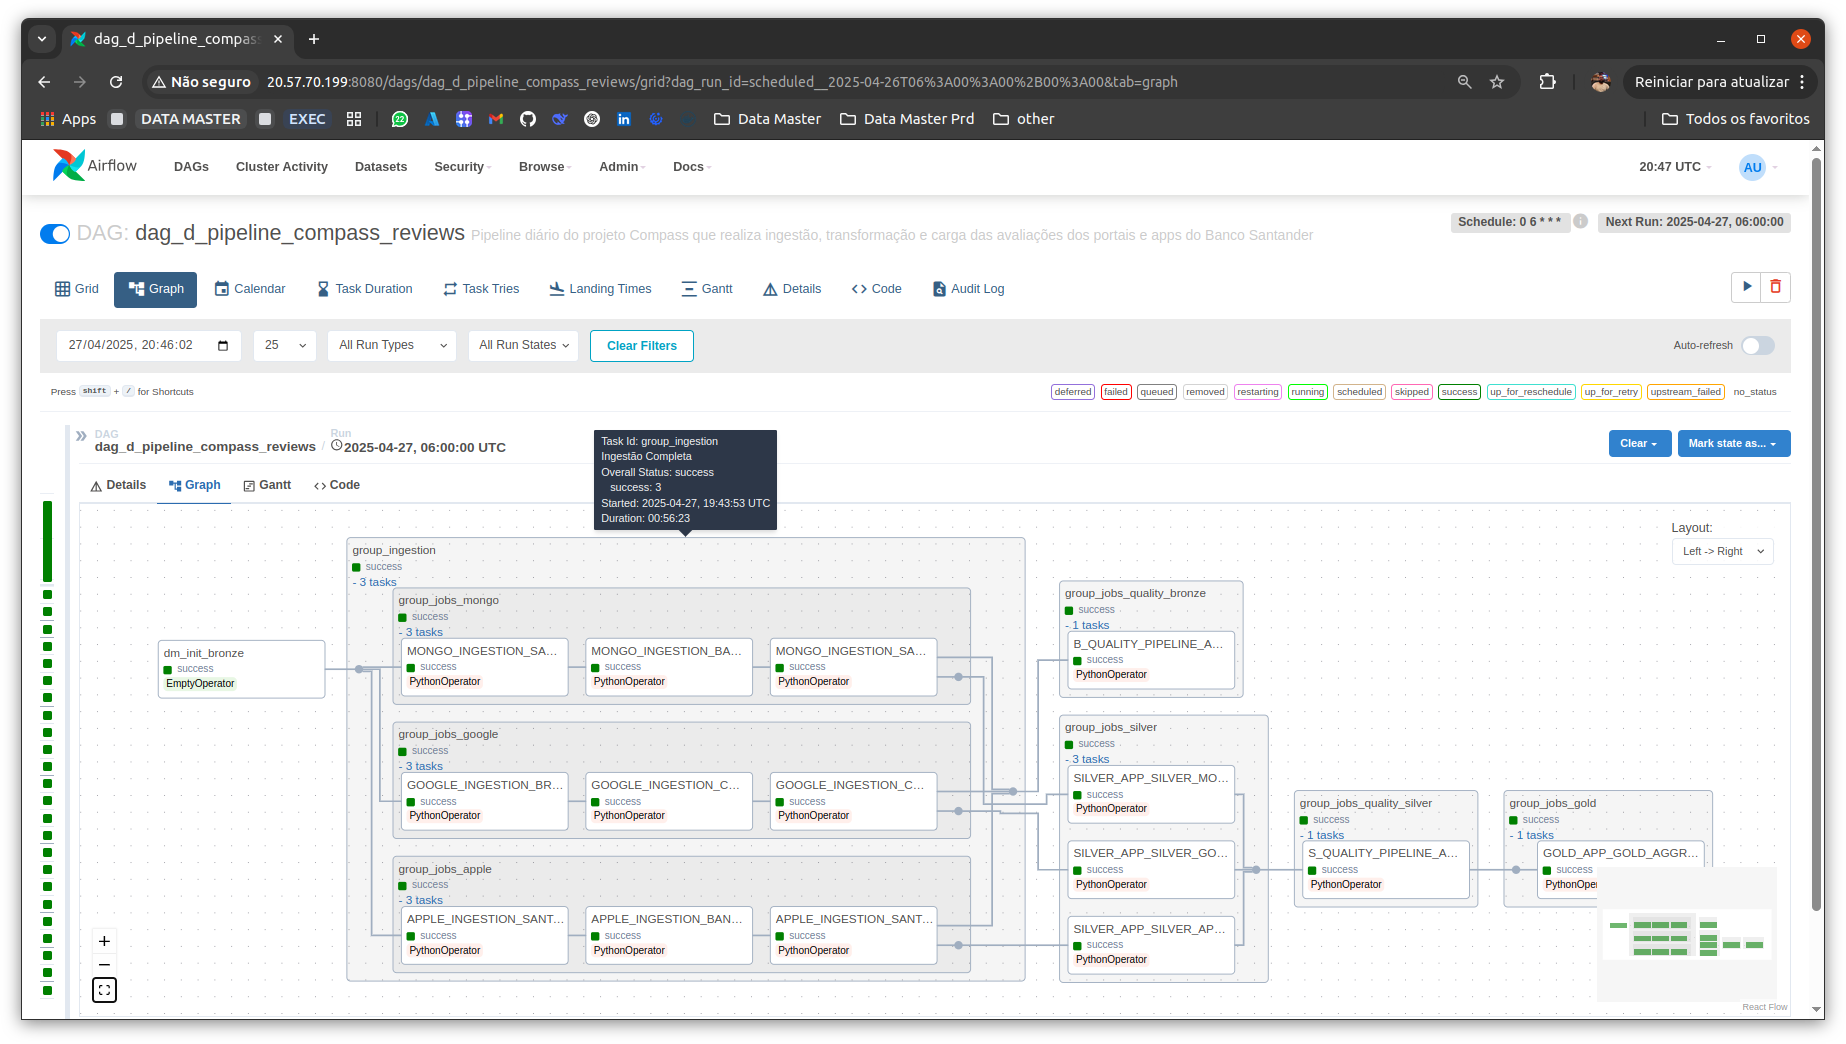 dag_d_pipeline_compass
Não seguro 20.57.70.199:8080/dags/dag_d_pipeline_compass_reviews/grid?dag_run_id=scheduled__2025-04-26T06%3A00%3A00%2B00%3A00&tab=graph Reiniciar para atualizar
Apps DATA MASTER EXEC 22 in Data Master Data Master Prd other Todos os favoritos
Airflow DAGs Cluster Activity Datasets Security Browse Admin Docs 20:47 UTC AU
DAG: dag_d_pipeline_compass_reviews Pipeline diário do projeto Compass que realiza ingestão, transformação e carga das avaliações dos portais e apps do Banco Santander
Schedule: 0 6 * * * i Next Run: 2025-04-27, 06:00:00
Grid Graph Calendar Task Duration Task Tries Landing Times Gantt Details Code Audit Log
27/04/2025, 20:46:02 25 All Run Types All Run States Clear Filters Auto-refresh
Press shift + / for Shortcuts
deferred failed queued removed restarting running scheduled skipped success up_for_reschedule up_for_retry upstream_failed no_status
DAG
dag_d_pipeline_compass_reviews / Run
2025-04-27, 06:00:00 UTC
Clear Mark state as...
Details Graph Gantt Code
Task Id: group_ingestion
Ingestão Completa
Overall Status: success
success: 3
Started: 2025-04-27, 19:43:53 UTC
Duration: 00:56:23
Layout:
Left -> Right
dm_init_bronze
success
EmptyOperator
group_ingestion
success
- 3 tasks
group_jobs_mongo
success
- 3 tasks
MONGO_INGESTION_SA...
success
PythonOperator
MONGO_INGESTION_BA...
success
PythonOperator
MONGO_INGESTION_SA...
success
PythonOperator
group_jobs_google
success
- 3 tasks
GOOGLE_INGESTION_BR...
success
PythonOperator
GOOGLE_INGESTION_C...
success
PythonOperator
GOOGLE_INGESTION_C...
success
PythonOperator
group_jobs_apple
success
- 3 tasks
APPLE_INGESTION_SANT...
success
PythonOperator
APPLE_INGESTION_BAN...
success
PythonOperator
APPLE_INGESTION_SANT...
success
PythonOperator
group_jobs_quality_bronze
success
- 1 tasks
B_QUALITY_PIPELINE_A...
success
PythonOperator
group_jobs_silver
success
- 3 tasks
SILVER_APP_SILVER_MO...
success
PythonOperator
SILVER_APP_SILVER_GO...
success
PythonOperator
SILVER_APP_SILVER_AP...
success
PythonOperator
group_jobs_quality_silver
success
- 1 tasks
S_QUALITY_PIPELINE_A...
success
PythonOperator
group_jobs_gold
success
- 1 tasks
GOLD_APP_GOLD_AGGR...
success
PythonOpe
React Flow